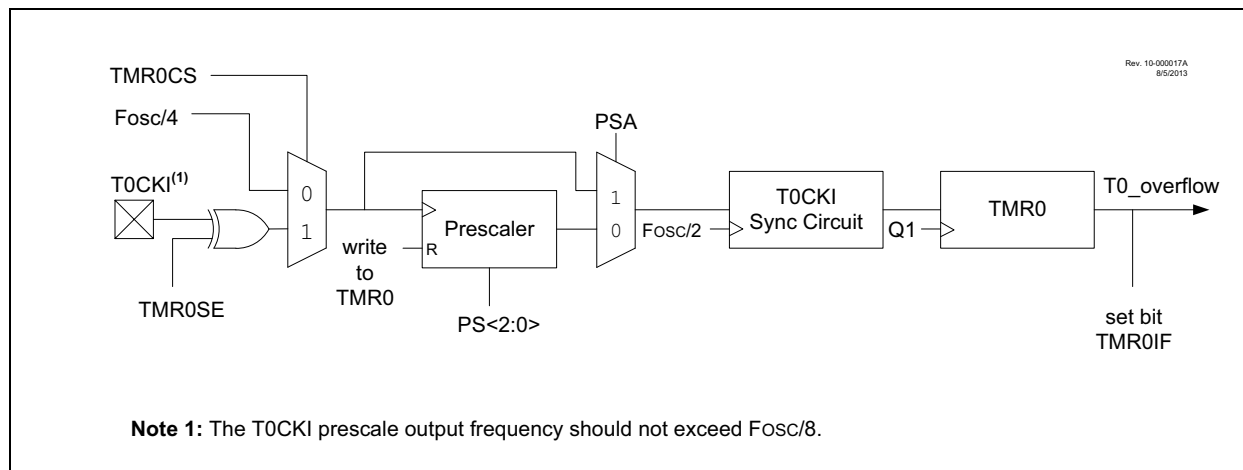 Rev. 10-000017A
8/5/2013
TMR0CS
Fosc/4
PSA
T0CKI(1)
0
1
Prescaler
R
write
to
TMR0
1
0
FOSC/2
T0CKI
Sync Circuit
Q1
TMR0
T0_overflow
TMR0SE
PS<2:0>
set bit
TMR0IF
Note 1: The T0CKI prescale output frequency should not exceed FOSC/8.